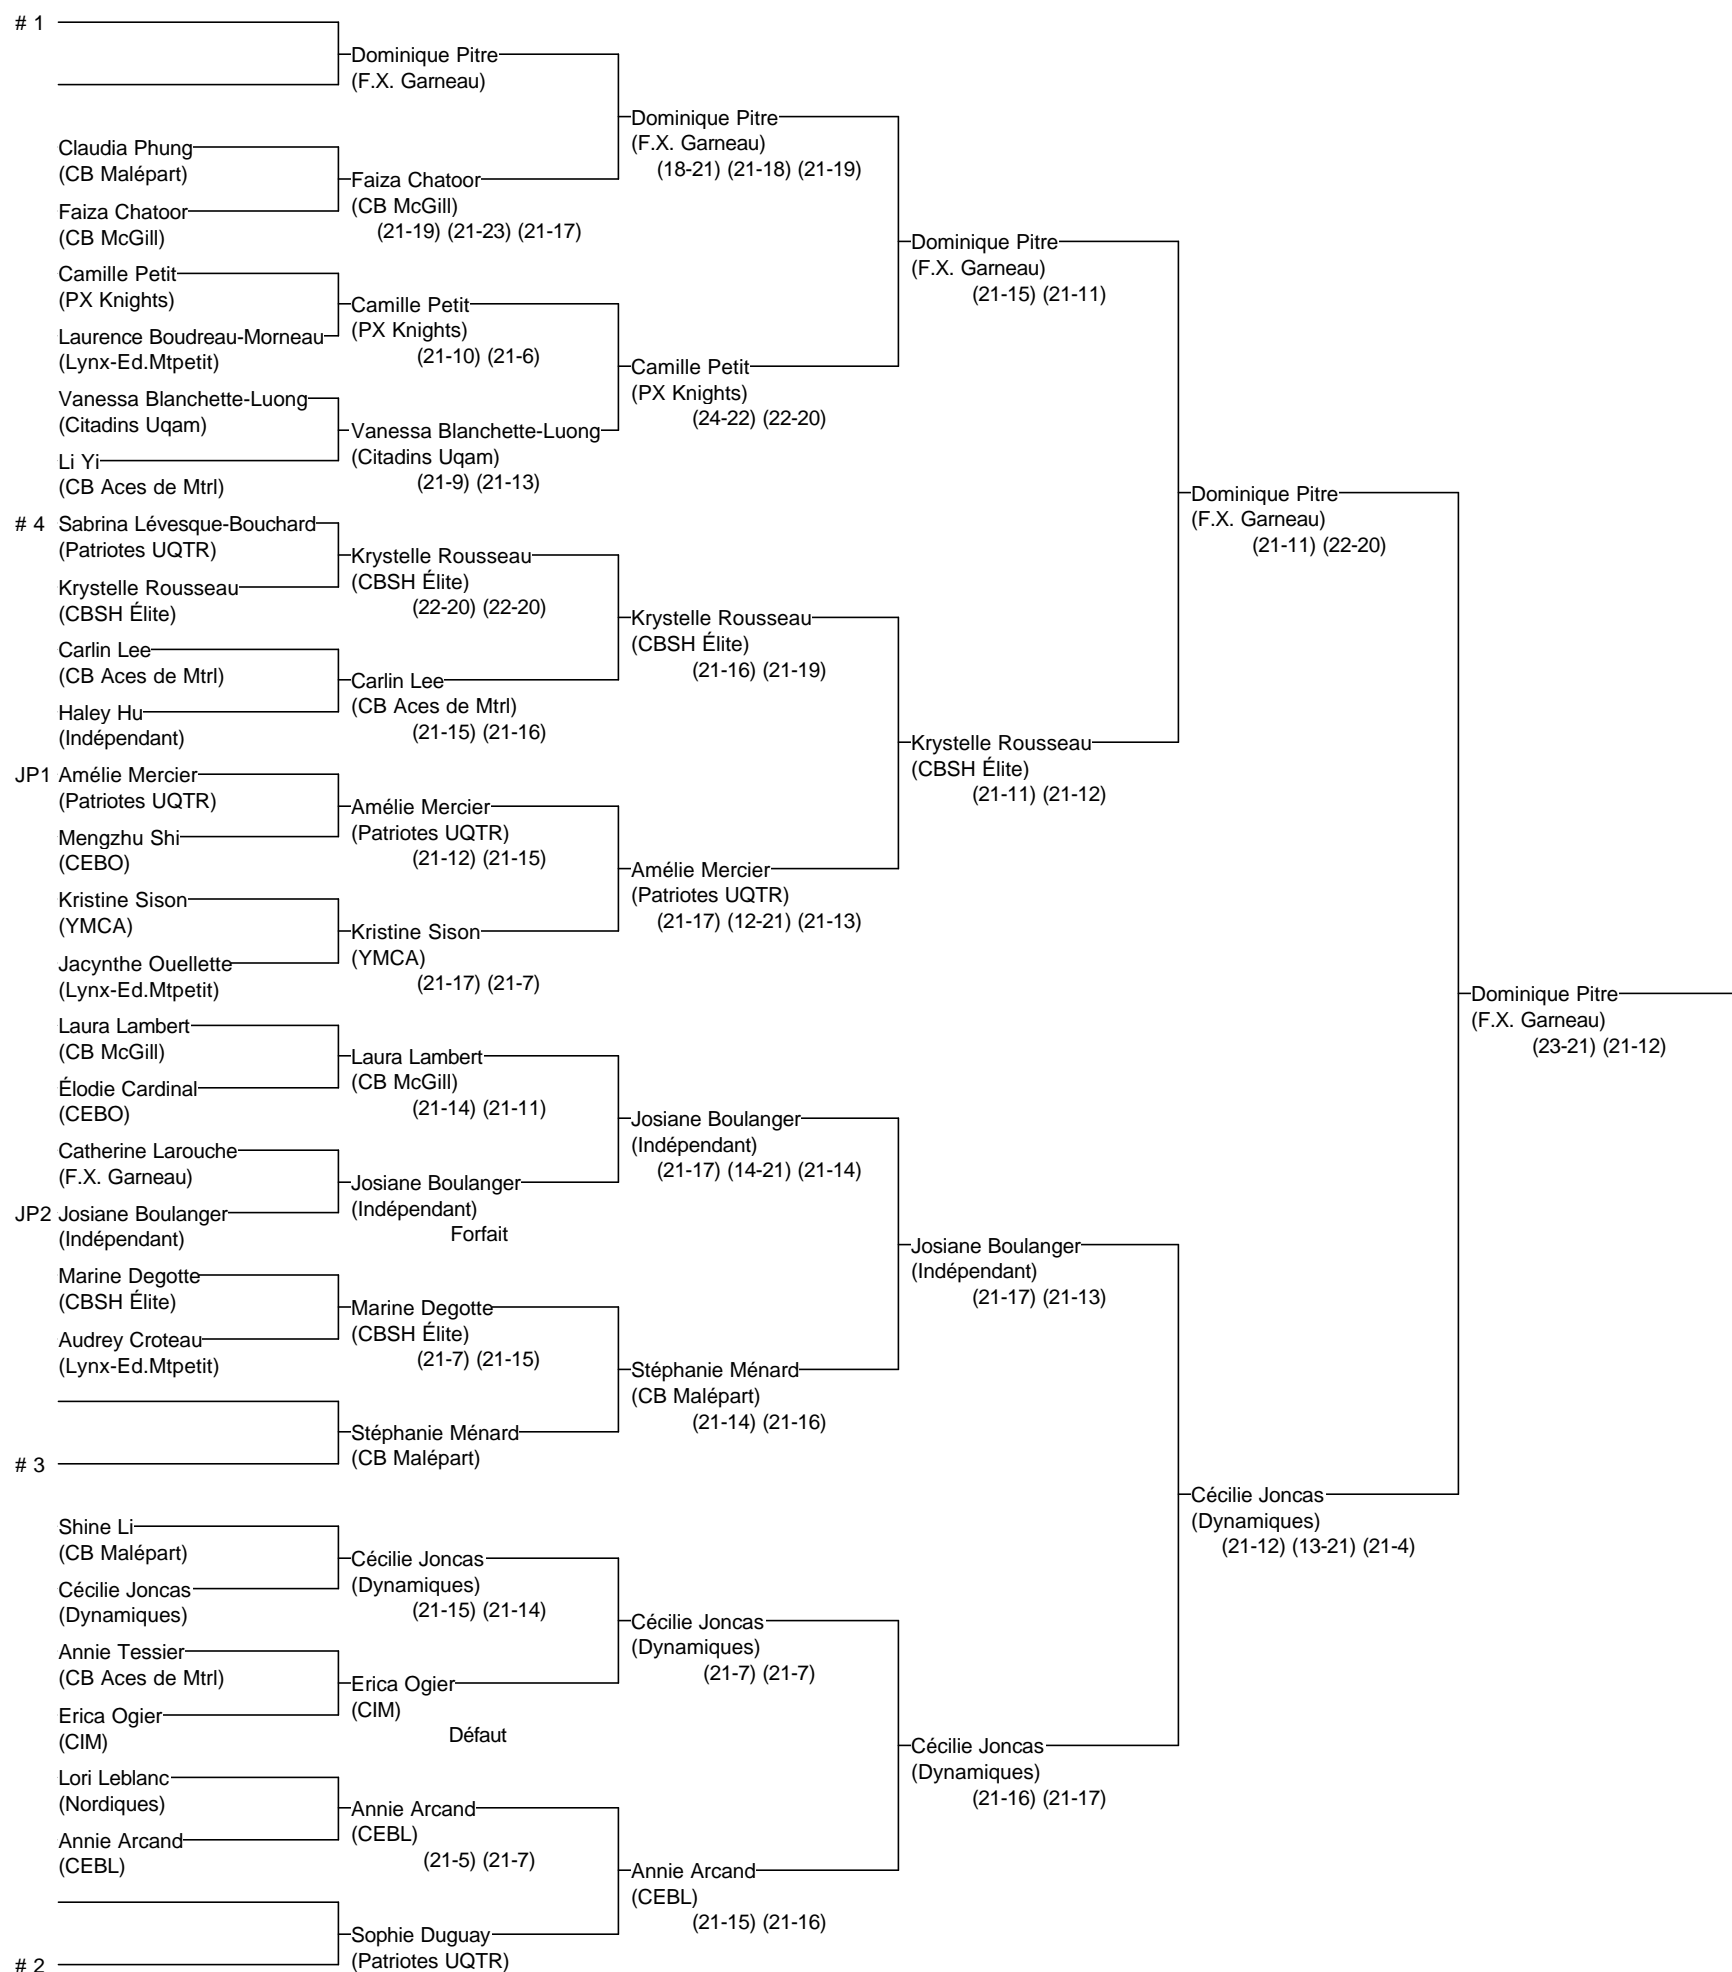 # 1
Dominique Pitre
(F.X. Garneau)
Claudia Phung
(CB Malépart)
Faiza Chatoor
(CB McGill)
Faiza Chatoor
(CB McGill)
(21-19) (21-23) (21-17)
Dominique Pitre
(F.X. Garneau)
(18-21) (21-18) (21-19)
Camille Petit
(PX Knights)
Laurence Boudreau-Morneau
(Lynx-Ed.Mtpetit)
Camille Petit
(PX Knights)
(21-10) (21-6)
Vanessa Blanchette-Luong
(Citadins Uqam)
Li Yi
(CB Aces de Mtrl)
Vanessa Blanchette-Luong
(Citadins Uqam)
(21-9) (21-13)
Camille Petit
(PX Knights)
(24-22) (22-20)
Dominique Pitre
(F.X. Garneau)
(21-15) (21-11)
# 4 Sabrina Lévesque-Bouchard
(Patriotes UQTR)
Krystelle Rousseau
(CBSH Élite)
Krystelle Rousseau
(CBSH Élite)
(22-20) (22-20)
Carlin Lee
(CB Aces de Mtrl)
Haley Hu
(Indépendant)
Carlin Lee
(CB Aces de Mtrl)
(21-15) (21-16)
Krystelle Rousseau
(CBSH Élite)
(21-16) (21-19)
JP1 Amélie Mercier
(Patriotes UQTR)
Mengzhu Shi
(CEBO)
Amélie Mercier
(Patriotes UQTR)
(21-12) (21-15)
Kristine Sison
(YMCA)
Jacynthe Ouellette
(Lynx-Ed.Mtpetit)
Kristine Sison
(YMCA)
(21-17) (21-7)
Amélie Mercier
(Patriotes UQTR)
(21-17) (12-21) (21-13)
Krystelle Rousseau
(CBSH Élite)
(21-11) (21-12)
Dominique Pitre
(F.X. Garneau)
(21-11) (22-20)
Laura Lambert
(CB McGill)
Élodie Cardinal
(CEBO)
Laura Lambert
(CB McGill)
(21-14) (21-11)
Catherine Larouche
(F.X. Garneau)
JP2 Josiane Boulanger
(Indépendant)
Josiane Boulanger
(Indépendant)
Forfait
Josiane Boulanger
(Indépendant)
(21-17) (14-21) (21-14)
Marine Degotte
(CBSH Élite)
Audrey Croteau
(Lynx-Ed.Mtpetit)
Marine Degotte
(CBSH Élite)
(21-7) (21-15)
Stéphanie Ménard
(CB Malépart)
# 3
Stéphanie Ménard
(CB Malépart)
(21-14) (21-16)
Josiane Boulanger
(Indépendant)
(21-17) (21-13)
Shine Li
(CB Malépart)
Cécilie Joncas
(Dynamiques)
Cécilie Joncas
(Dynamiques)
(21-15) (21-14)
Annie Tessier
(CB Aces de Mtrl)
Erica Ogier
(CIM)
Erica Ogier
(CIM)
Défaut
Cécilie Joncas
(Dynamiques)
(21-7) (21-7)
Lori Leblanc
(Nordiques)
Annie Arcand
(CEBL)
Annie Arcand
(CEBL)
(21-5) (21-7)
Sophie Duguay
(Patriotes UQTR)
# 2
Annie Arcand
(CEBL)
(21-15) (21-16)
Cécilie Joncas
(Dynamiques)
(21-16) (21-17)
Cécilie Joncas
(Dynamiques)
(21-12) (13-21) (21-4)
Dominique Pitre
(F.X. Garneau)
(23-21) (21-12)